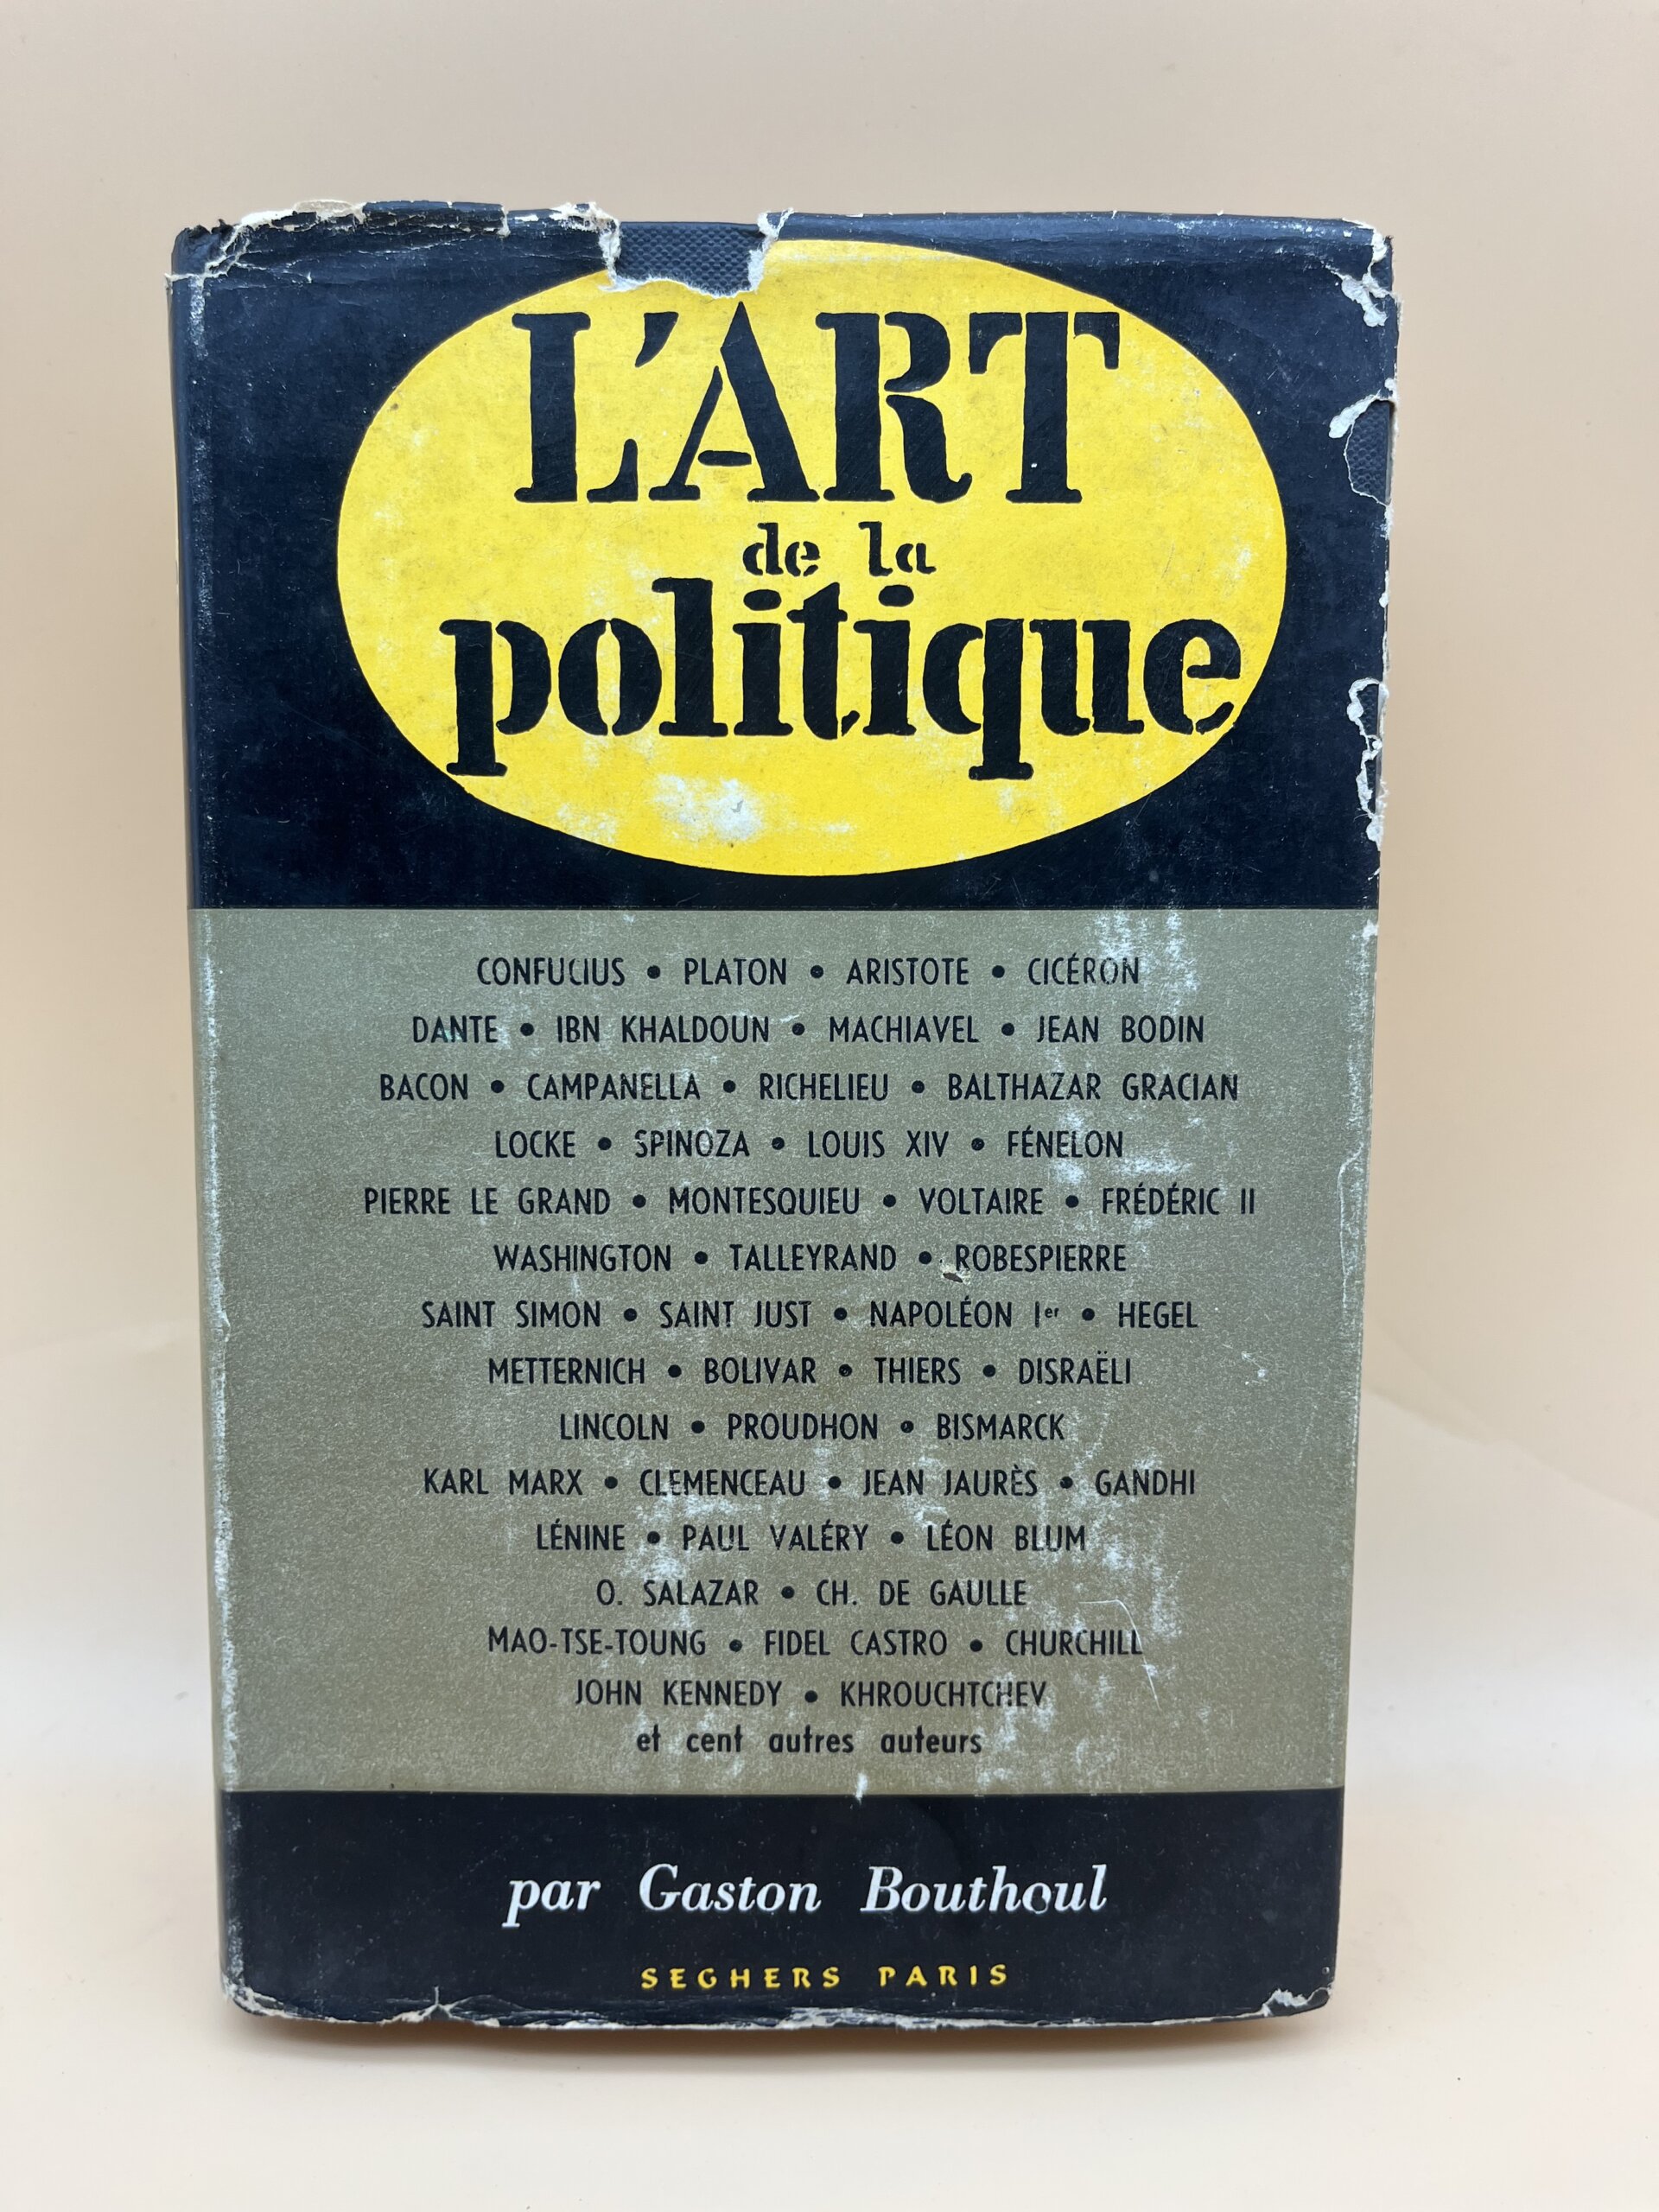 L'ART
de la
politique
CONFUCIUS • PLATON • ARISTOTE • CICÉRON
DANTE • IBN KHALDOUN • MACHIAVEL • JEAN BODIN
BACON • CAMPANELLA • RICHELIEU • BALTHAZAR GRACIAN
LOCKE • SPINOZA • LOUIS XIV • FÉNELON
PIERRE LE GRAND • MONTESQUIEU • VOLTAIRE • FRÉDÉRIC II
WASHINGTON • TALLEYRAND • ROBESPIERRE
SAINT SIMON • SAINT JUST • NAPOLÉON Ier • HEGEL
METTERNICH • BOLIVAR • THIERS • DISRAËLI
LINCOLN • PROUDHON • BISMARCK
KARL MARX • CLEMENCEAU • JEAN JAURÈS • GANDHI
LÉNINE • PAUL VALÉRY • LÉON BLUM
O. SALAZAR • CH. DE GAULLE
MAO-TSE-TOUNG • FIDEL CASTRO • CHURCHILL
JOHN KENNEDY • KHROUCHTCHEV
et cent autres auteurs
par Gaston Bouthoul
SEGHERS PARIS